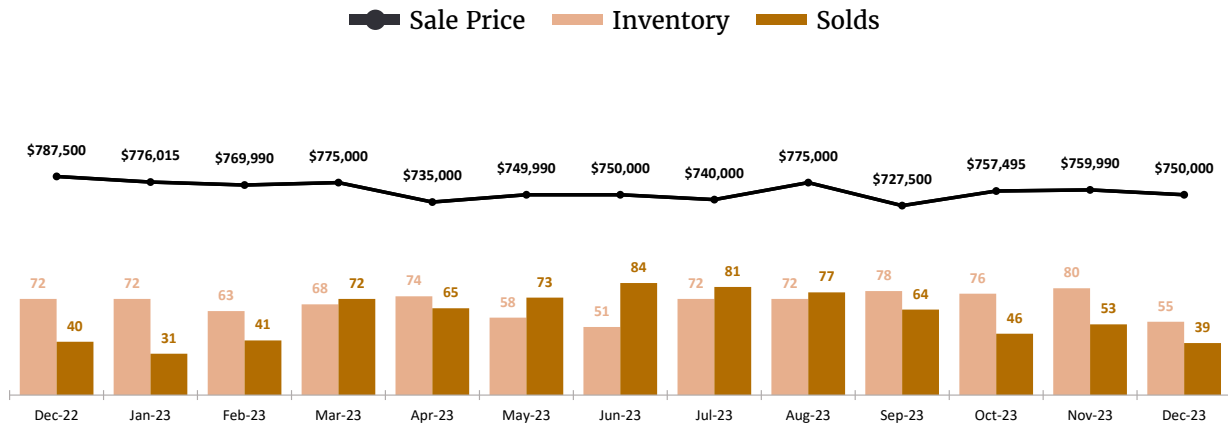 Sale Price Inventory Solds
$787,500 $776,015 $769,990 $775,000 $735,000 $749,990 $750,000 $740,000 $775,000 $727,500 $757,495 $759,990 $750,000
72 40 72 31 63 41 68 72 74 65 58 73 51 84 72 81 72 77 78 64 76 46 80 53 55 39
Dec-22 Jan-23 Feb-23 Mar-23 Apr-23 May-23 Jun-23 Jul-23 Aug-23 Sep-23 Oct-23 Nov-23 Dec-23